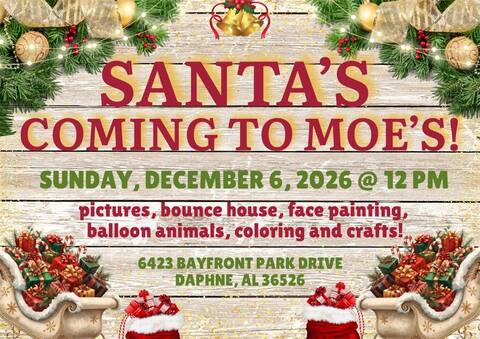 SANTA'S
COMING TO MOE'S!
SUNDAY, DECEMBER 6, 2026 @ 12 PM
pictures, bounce house, face painting,
balloon animals, coloring and crafts!
6423 BAYFRONT PARK DRIVE
DAPHNE, AL 36526